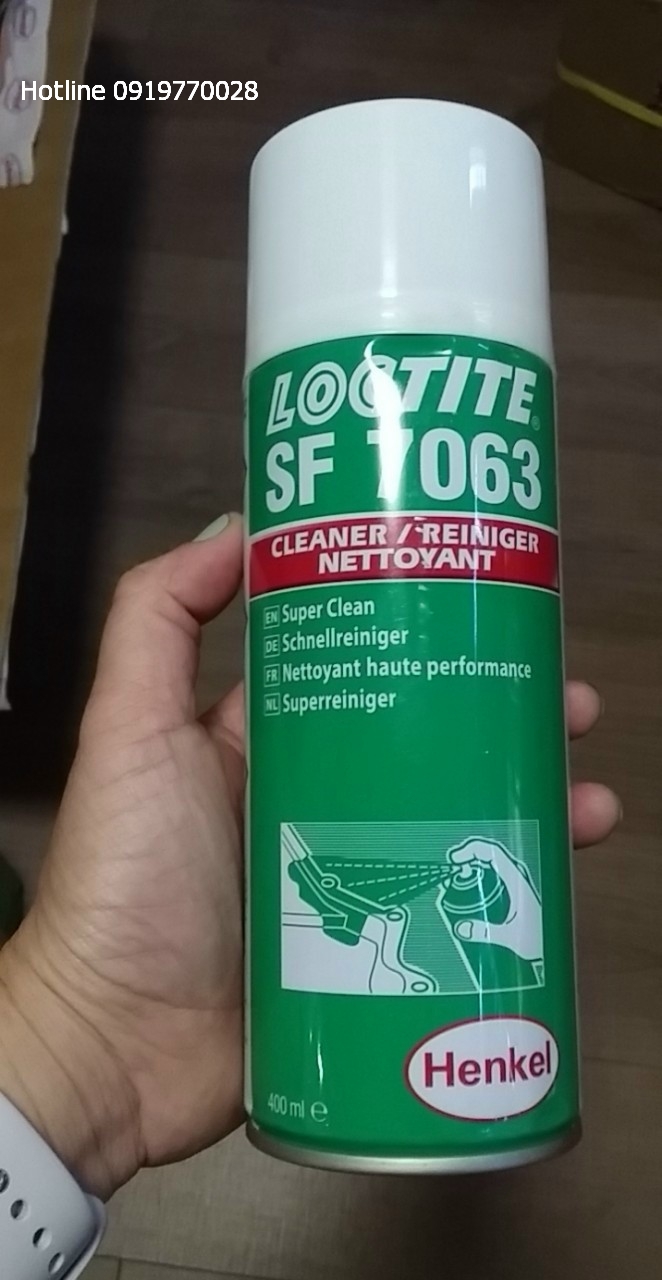 Hotline 0919770028
LOCTITE®
SF 7063
CLEANER / REINIGER
NETTOYANT
EN Super Clean
DE Schnellreiniger
FR Nettoyant haute performance
NL Superreiniger
Henkel
400 ml ℮